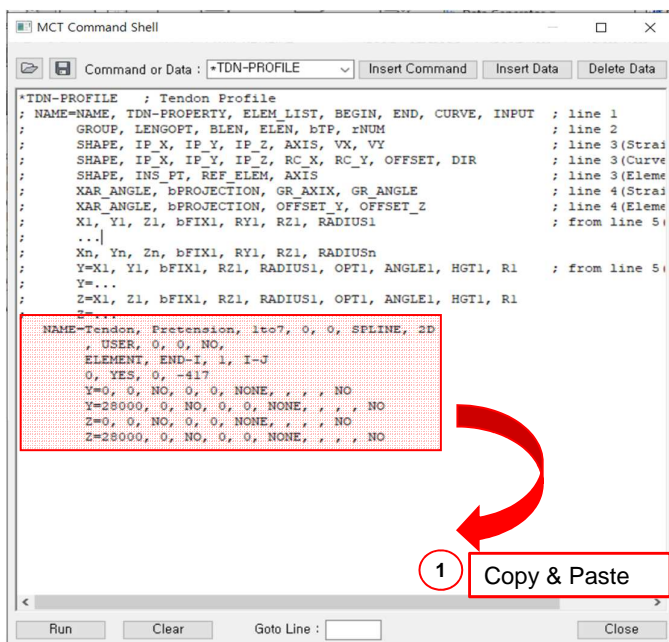 MCT Command Shell
Command or Data : *TDN-PROFILE Insert Command Insert Data Delete Data
*TDN-PROFILE ; Tendon Profile
; NAME=NAME, TDN-PROPERTY, ELEM_LIST, BEGIN, END, CURVE, INPUT ; line 1
; GROUP, LENGOPT, BLEN, ELEN, bTP, rNUM ; line 2
; SHAPE, IP_X, IP_Y, IP_Z, AXIS, VX, VY ; line 3(Strai
; SHAPE, IP_X, IP_Y, IP_Z, RC_X, RC_Y, OFFSET, DIR ; line 3(Curve
; SHAPE, INS_PT, REF_ELEM, AXIS ; line 3(Eleme
; XAR_ANGLE, bPROJECTION, GR_AXIX, GR_ANGLE ; line 4(Strai
; XAR_ANGLE, bPROJECTION, OFFSET_Y, OFFSET_Z ; line 4(Eleme
; X1, Y1, Z1, bFIX1, RY1, RZ1, RADIUS1 ; from line 5(
; ...
; Xn, Yn, Zn, bFIX1, RY1, RZ1, RADIUSn
; Y=X1, Y1, bFIX1, RZ1, RADIUS1, OPT1, ANGLE1, HGT1, R1 ; from line 5(
; Y=...
; Z=X1, Z1, bFIX1, RZ1, RADIUS1, OPT1, ANGLE1, HGT1, R1
; Z=...
NAME=Tendon, Pretension, 1to7, 0, 0, SPLINE, 2D
, USER, 0, 0, NO,
ELEMENT, END-I, 1, I-J
0, YES, 0, -417
Y=0, 0, NO, 0, 0, NONE, , , , NO
Y=28000, 0, NO, 0, 0, NONE, , , , NO
Z=0, 0, NO, 0, 0, NONE, , , , NO
Z=28000, 0, NO, 0, 0, NONE, , , , NO
1 Copy & Paste
Run Clear Goto Line : Close